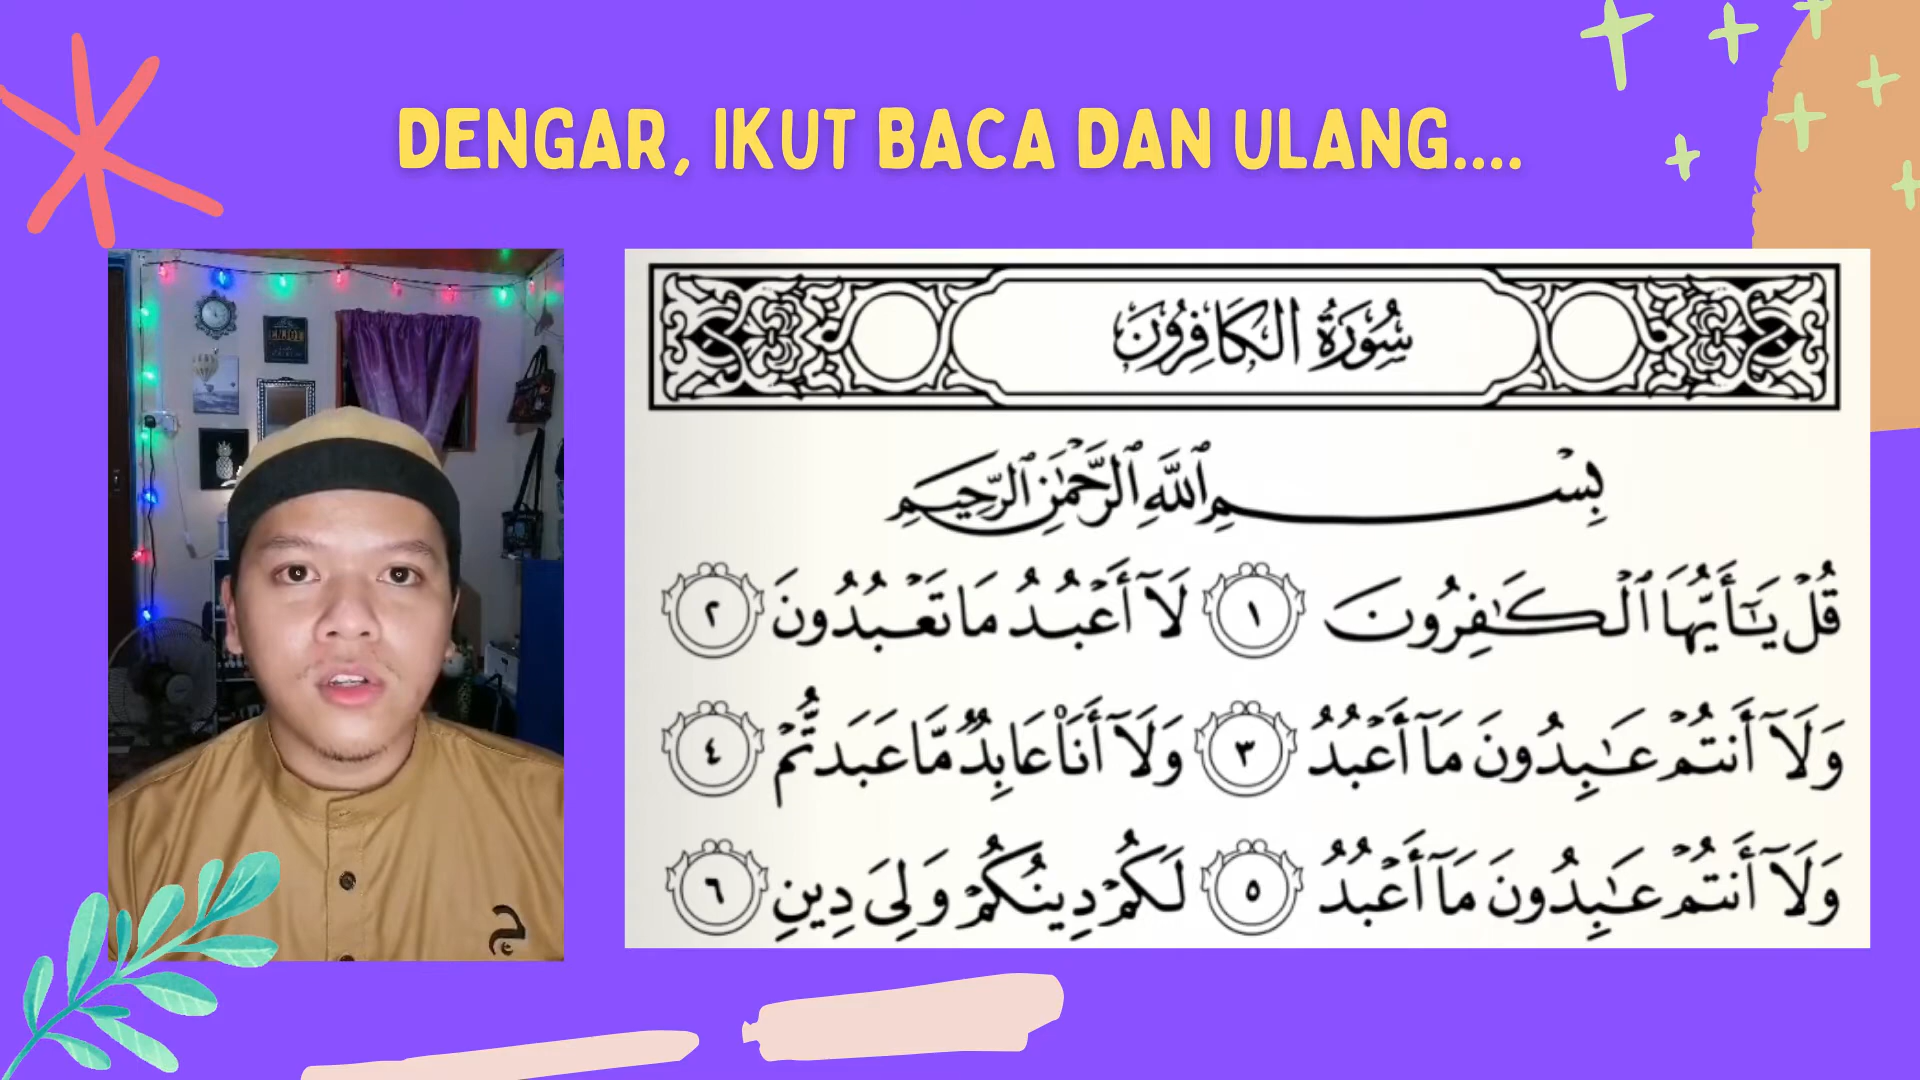 DENGAR, IKUT BACA DAN ULANG....
ENJOY
سُورَةُ الكَافِرُونَ
بِسْمِ ٱللَّهِ ٱلرَّحْمَٰنِ ٱلرَّحِيمِ
قُلْ يَٰٓأَيُّهَا ٱلْكَٰفِرُونَ ١ لَآ أَعْبُدُ مَا تَعْبُدُونَ ٢
وَلَآ أَنتُمْ عَٰبِدُونَ مَآ أَعْبُدُ ٣ وَلَآ أَنَا۠ عَابِدٌ مَّا عَبَدتُّمْ ٤
وَلَآ أَنتُمْ عَٰبِدُونَ مَآ أَعْبُدُ ٥ لَكُمْ دِينُكُمْ وَلِىَ دِينِ ٦
ج